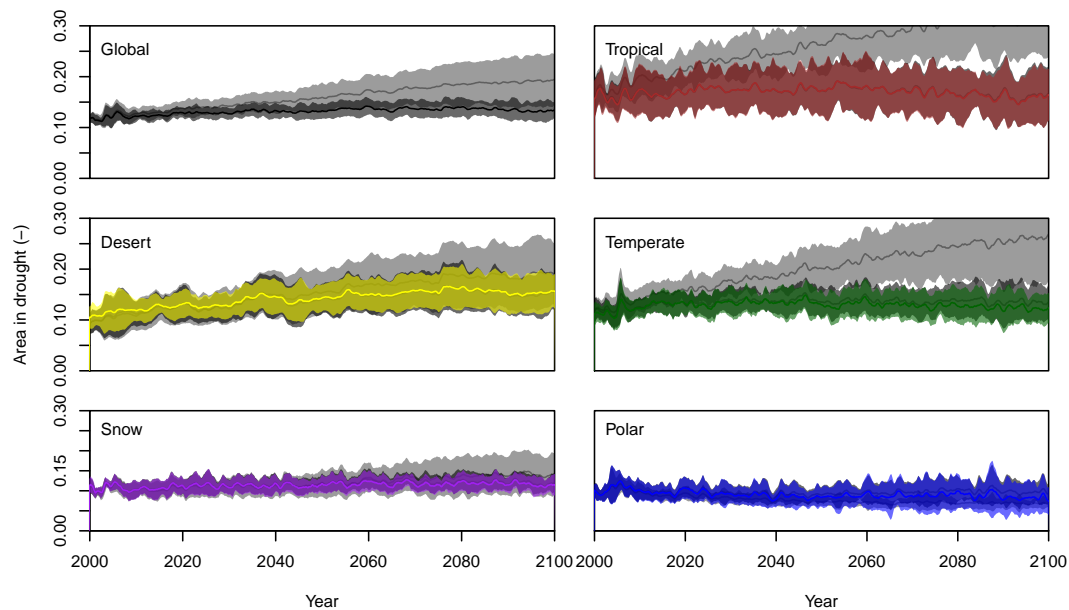 Global
Tropical
0.00 0.10 0.20 0.30
Desert
Temperate
0.00 0.10 0.20 0.30
Area in drought (−)
Snow
Polar
0.00 0.15 0.30
2000 2020 2040 2060 2080 2100
2000 2020 2040 2060 2080 2100
Year
Year